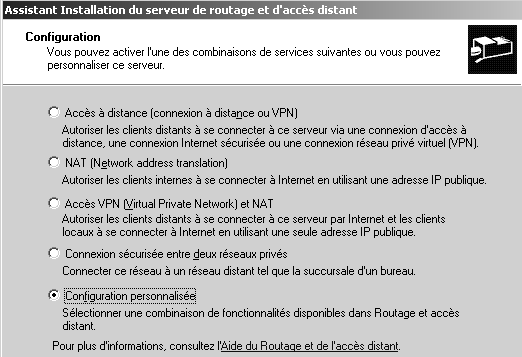 Assistant Installation du serveur de routage et d'accès distant
Configuration
Vous pouvez activer l'une des combinaisons de services suivantes ou vous pouvez
personnaliser ce serveur.
Accès à distance (connexion à distance ou VPN)
Autoriser les clients distants à se connecter à ce serveur via une connexion d'accès à
distance, une connexion Internet sécurisée ou une connexion réseau privé virtuel (VPN).
NAT (Network address translation)
Autoriser les clients internes à se connecter à Internet en utilisant une adresse IP publique.
Accès VPN (Virtual Private Network) et NAT
Autoriser les clients distants à se connecter à ce serveur par Internet et les clients
locaux à se connecter à Internet en utilisant une seule adresse IP publique.
Connexion sécurisée entre deux réseaux privés
Connecter ce réseau à un réseau distant tel que la succursale d'un bureau.
Configuration personnalisée
Sélectionner une combinaison de fonctionnalités disponibles dans Routage et accès
distant.
Pour plus d'informations, consultez l'Aide du Routage et de l'accès distant.